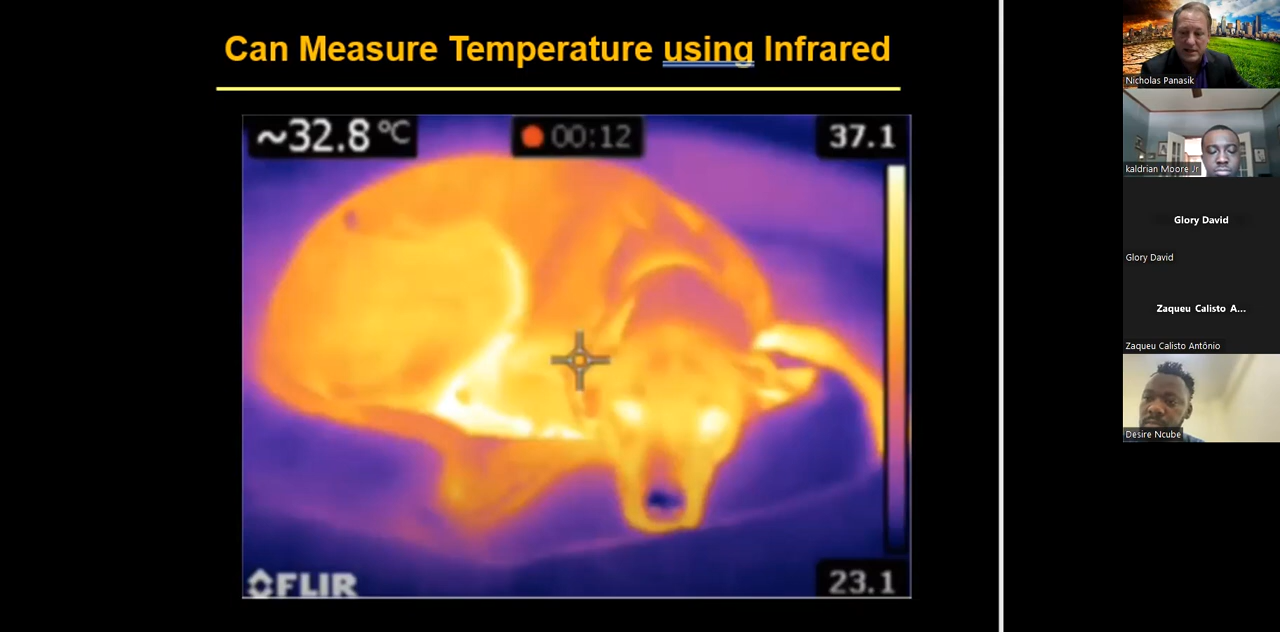 Can Measure Temperature using Infrared
~32.8 °C
00:12
37.1
FLIR
23.1
Nicholas Panasik
kaldrian Moore Jr
Glory David
Glory David
Zaqueu Calisto A...
Zaqueu Calisto Antônio
Desire Ncube